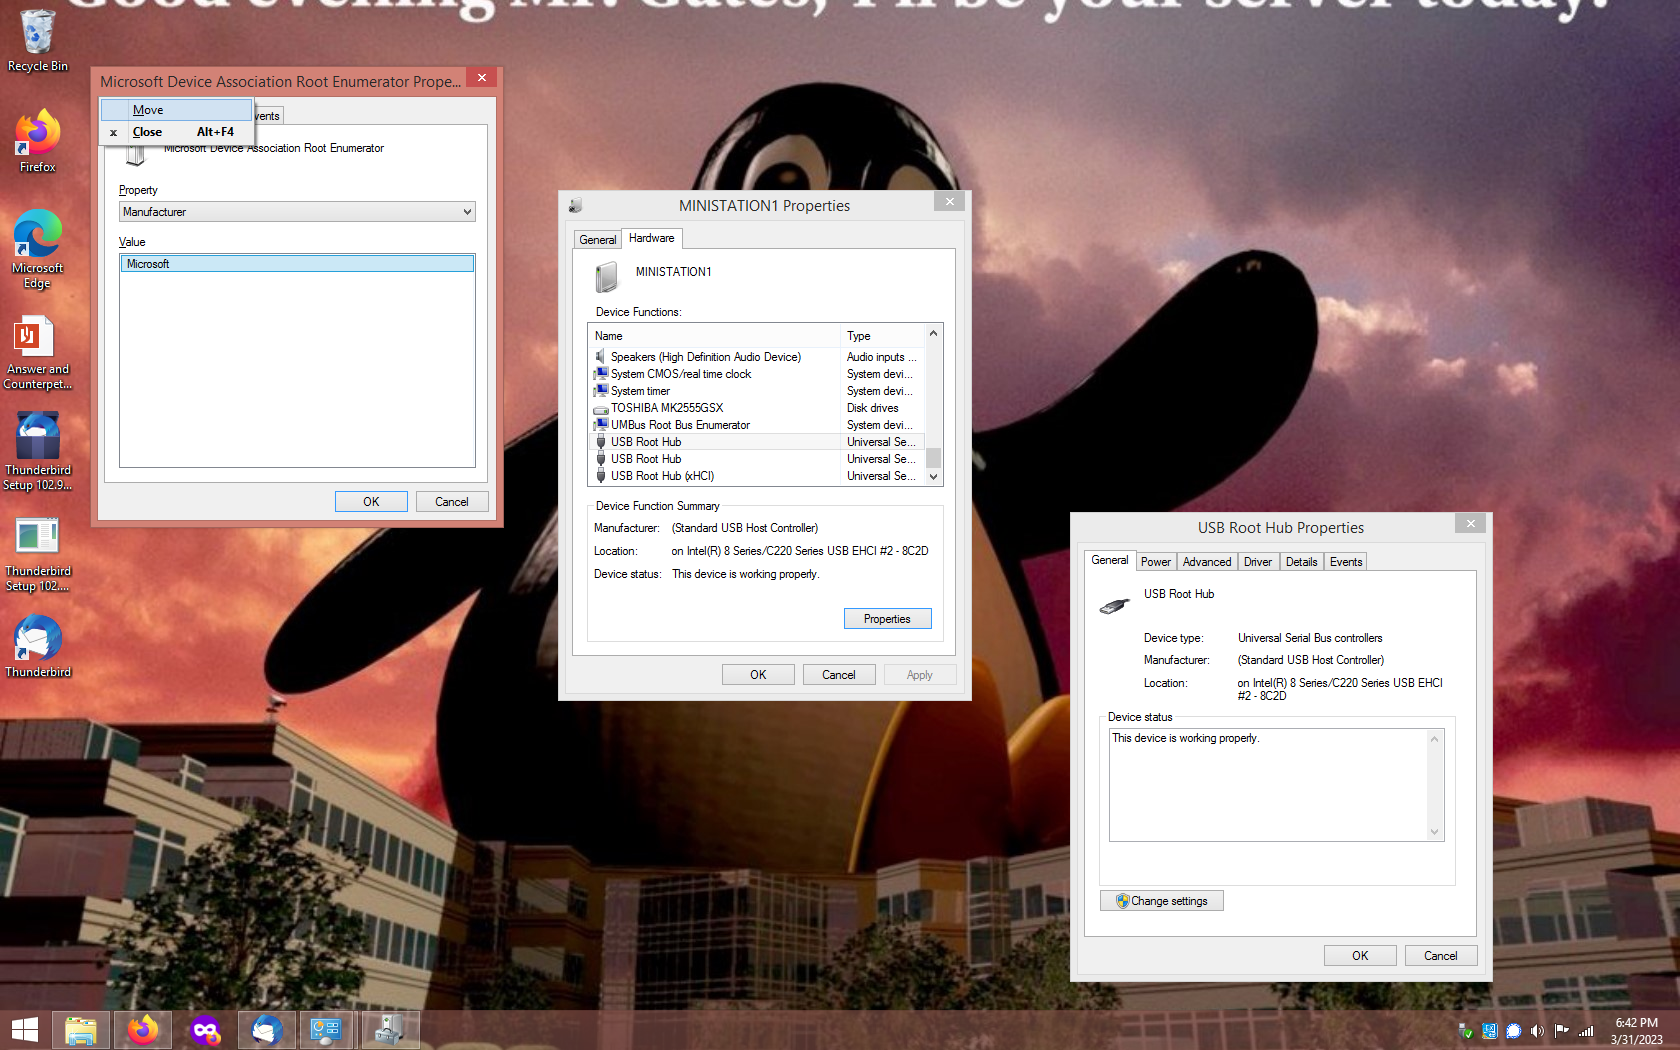 Good evening Mr. Gates, I'll be your server today.
Recycle Bin
Firefox
Microsoft
Edge
Answer and
Counterpet...
Thunderbird
Setup 102.9...
Thunderbird
Setup 102....
Thunderbird
Microsoft Device Association Root Enumerator Prope...
Move
x Close Alt+F4
vents
Microsoft Device Association Root Enumerator
Property
Manufacturer
Value
Microsoft
OK
Cancel
MINISTATION1 Properties
General
Hardware
MINISTATION1
Device Functions:
Name Type
Speakers (High Definition Audio Device) Audio inputs ...
System CMOS/real time clock System devi...
System timer System devi...
TOSHIBA MK2555GSX Disk drives
UMBus Root Bus Enumerator System devi...
USB Root Hub Universal Se...
USB Root Hub Universal Se...
USB Root Hub (xHCI) Universal Se...
Device Function Summary
Manufacturer: (Standard USB Host Controller)
Location: on Intel(R) 8 Series/C220 Series USB EHCI #2 - 8C2D
Device status: This device is working properly.
Properties
OK
Cancel
Apply
USB Root Hub Properties
General
Power
Advanced
Driver
Details
Events
USB Root Hub
Device type: Universal Serial Bus controllers
Manufacturer: (Standard USB Host Controller)
Location: on Intel(R) 8 Series/C220 Series USB EHCI
#2 - 8C2D
Device status
This device is working properly.
Change settings
OK
Cancel
6:42 PM
3/31/2023